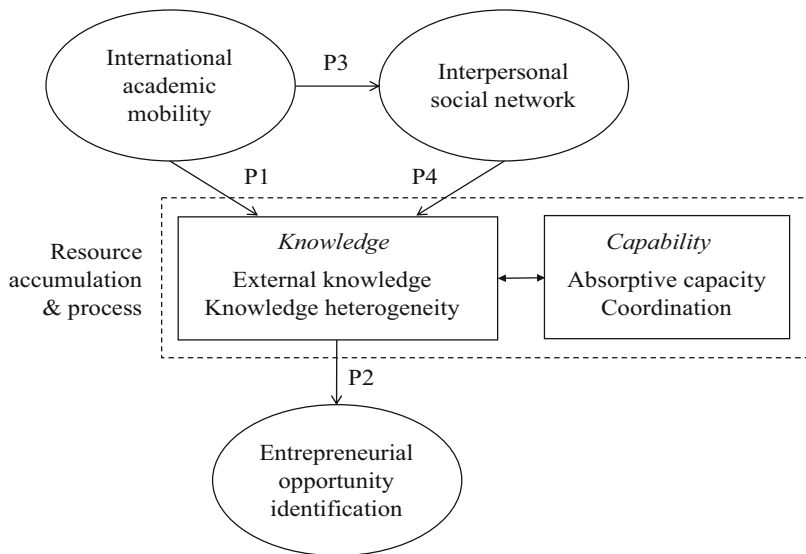 International
academic
mobility
P3
Interpersonal
social network
P1
P4
Resource
accumulation
& process
Knowledge
External knowledge
Knowledge heterogeneity
Capability
Absorptive capacity
Coordination
P2
Entrepreneurial
opportunity
identification